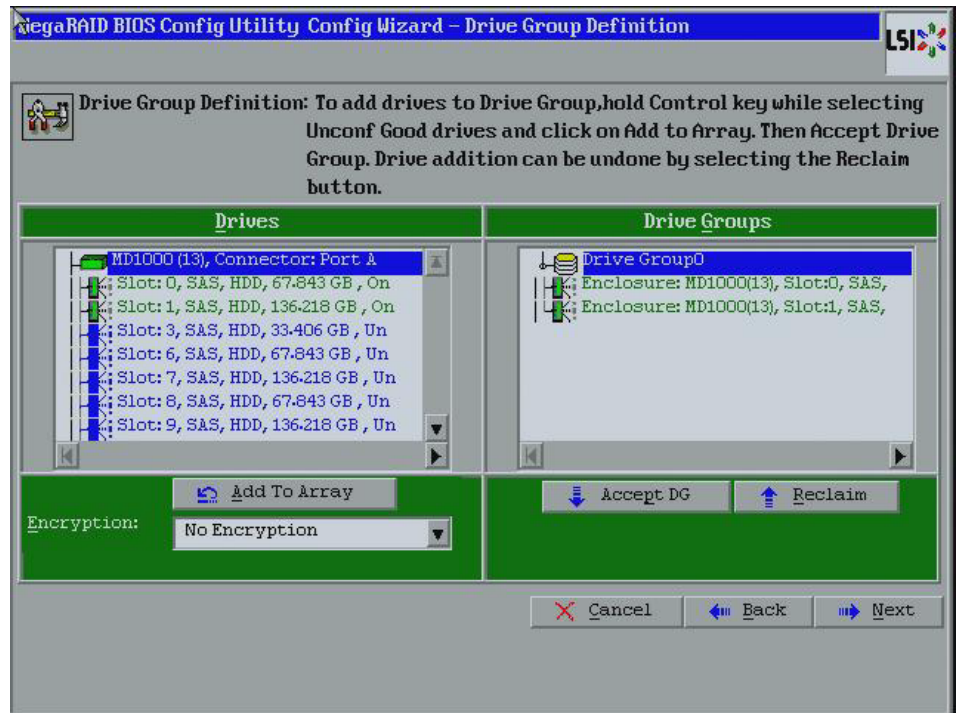 MegaRAID BIOS Config Utility Config Wizard – Drive Group Definition
LSI
Drive Group Definition: To add drives to Drive Group,hold Control key while selecting
Unconf Good drives and click on Add to Array. Then Accept Drive
Group. Drive addition can be undone by selecting the Reclaim
button.
Drives
MD1000 (13), Connector: Port A
Slot: 0, SAS, HDD, 67.843 GB , On
Slot: 1, SAS, HDD, 136.218 GB , On
Slot: 3, SAS, HDD, 33.406 GB , Un
Slot: 6, SAS, HDD, 67.843 GB , Un
Slot: 7, SAS, HDD, 136.218 GB , Un
Slot: 8, SAS, HDD, 67.843 GB , Un
Slot: 9, SAS, HDD, 136.218 GB , Un
Add To Array
Encryption:
No Encryption
Drive Groups
Drive Group0
Enclosure: MD1000(13), Slot:0, SAS,
Enclosure: MD1000(13), Slot:1, SAS,
Accept DG
Reclaim
Cancel
Back
Next